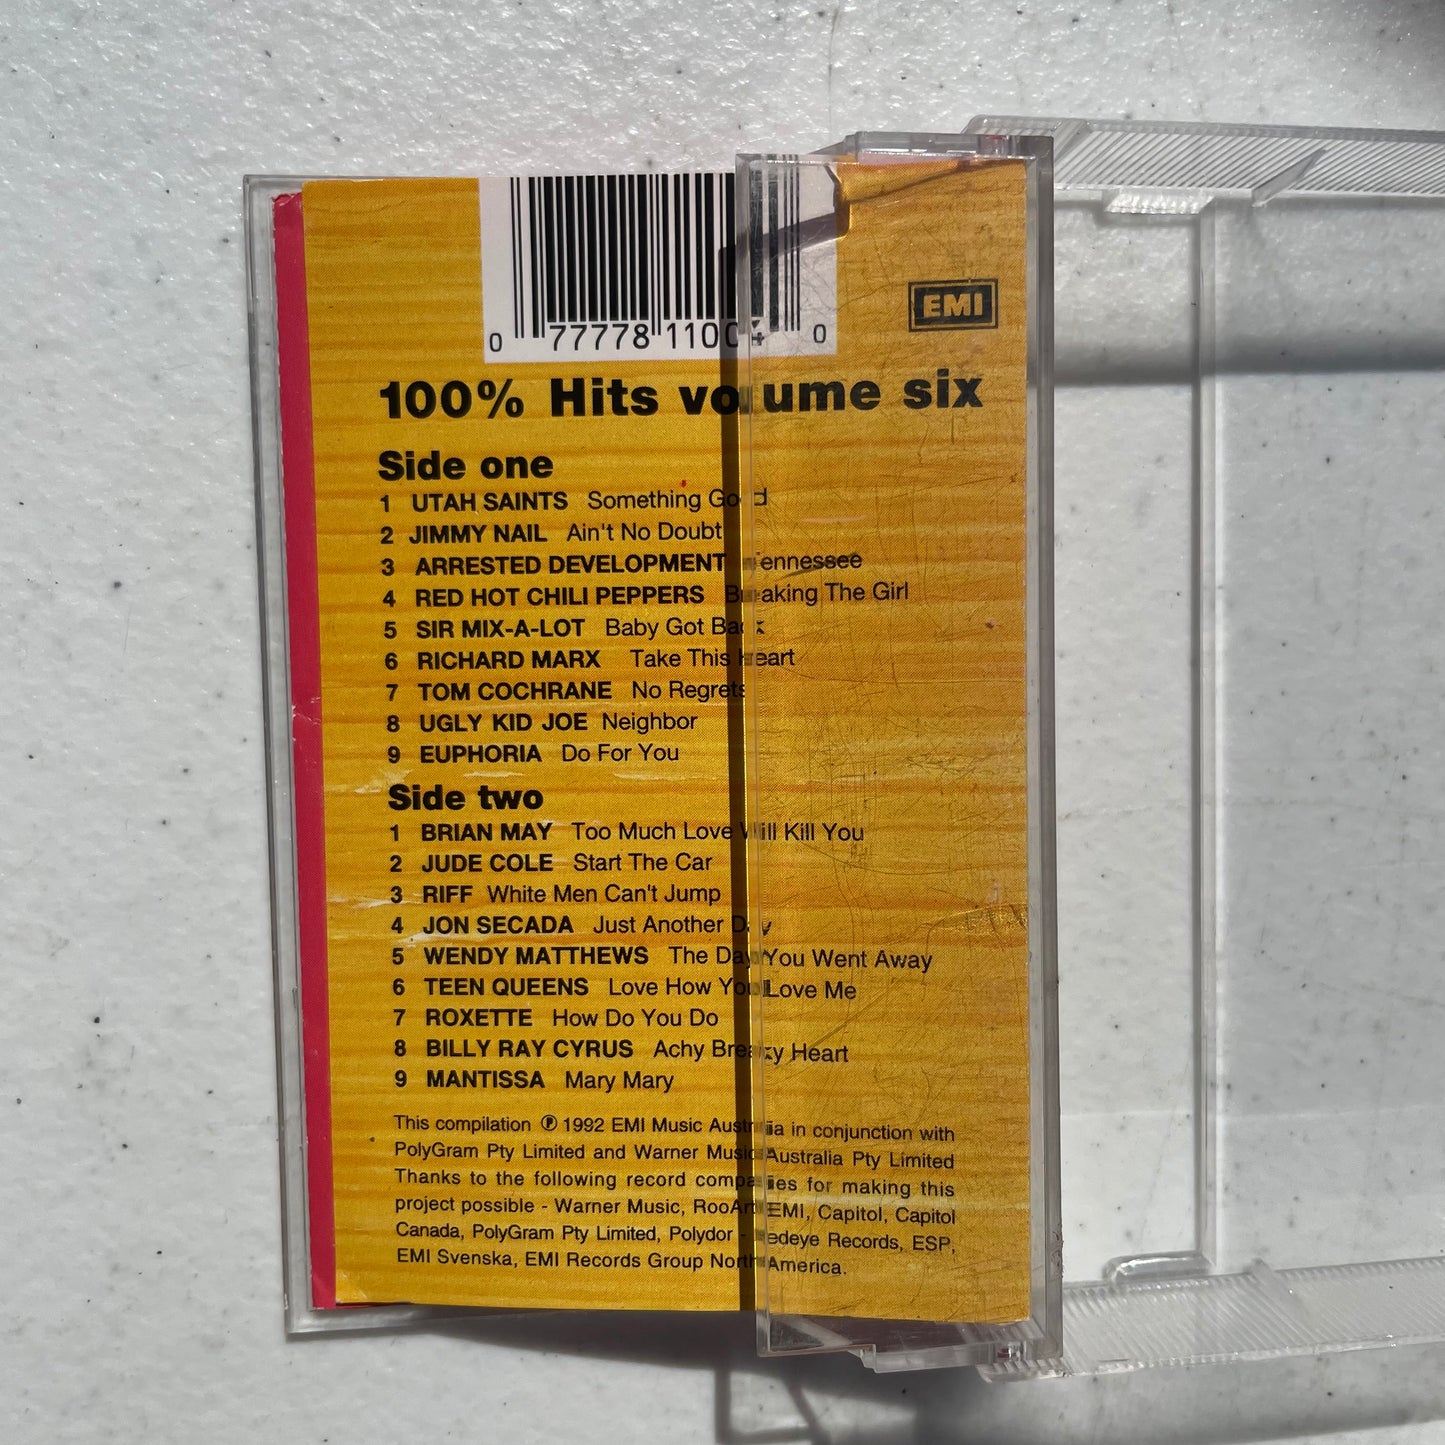 0 77778 11004 0
EMI
100% Hits volume six
Side one
1 UTAH SAINTS Something Good
2 JIMMY NAIL Ain't No Doubt
3 ARRESTED DEVELOPMENT Tennessee
4 RED HOT CHILI PEPPERS Breaking The Girl
5 SIR MIX-A-LOT Baby Got Back
6 RICHARD MARX Take This Heart
7 TOM COCHRANE No Regrets
8 UGLY KID JOE Neighbor
9 EUPHORIA Do For You
Side two
1 BRIAN MAY Too Much Love Will Kill You
2 JUDE COLE Start The Car
3 RIFF White Men Can't Jump
4 JON SECADA Just Another Day
5 WENDY MATTHEWS The Day You Went Away
6 TEEN QUEENS Love How You Love Me
7 ROXETTE How Do You Do
8 BILLY RAY CYRUS Achy Breaky Heart
9 MANTISSA Mary Mary
This compilation ℗ 1992 EMI Music Australia in conjunction with
PolyGram Pty Limited and Warner Music Australia Pty Limited
Thanks to the following record companies for making this
project possible - Warner Music, RooArt, EMI, Capitol, Capitol
Canada, PolyGram Pty Limited, Polydor - Redeye Records, ESP,
EMI Svenska, EMI Records Group North America.